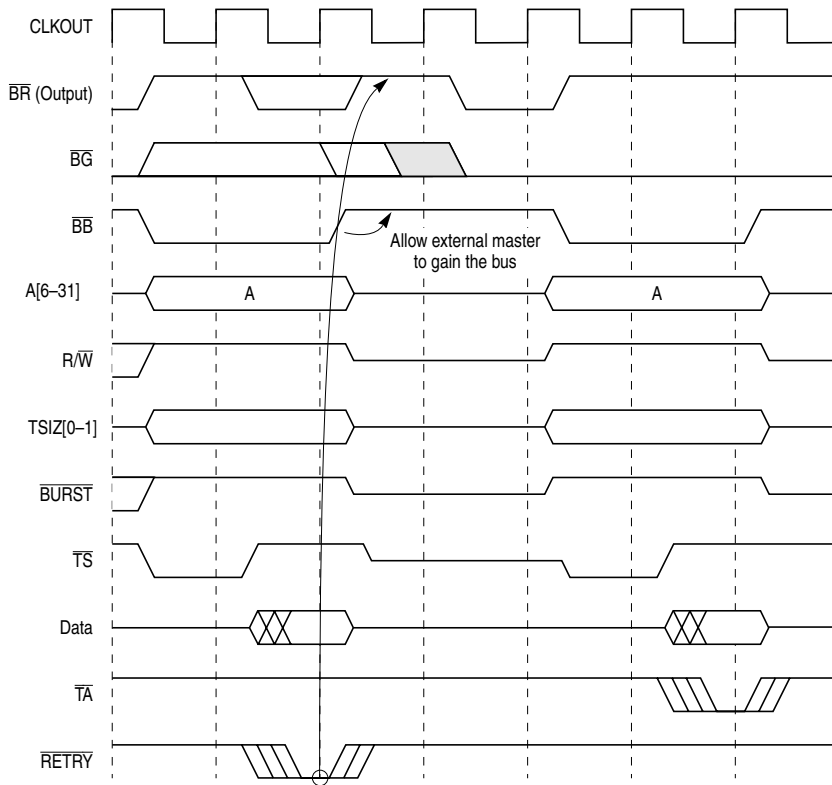 CLKOUT
BR (Output)
BG
BB
Allow external master
to gain the bus
A[6–31]
A
A
R/W
TSIZ[0–1]
BURST
TS
Data
TA
RETRY